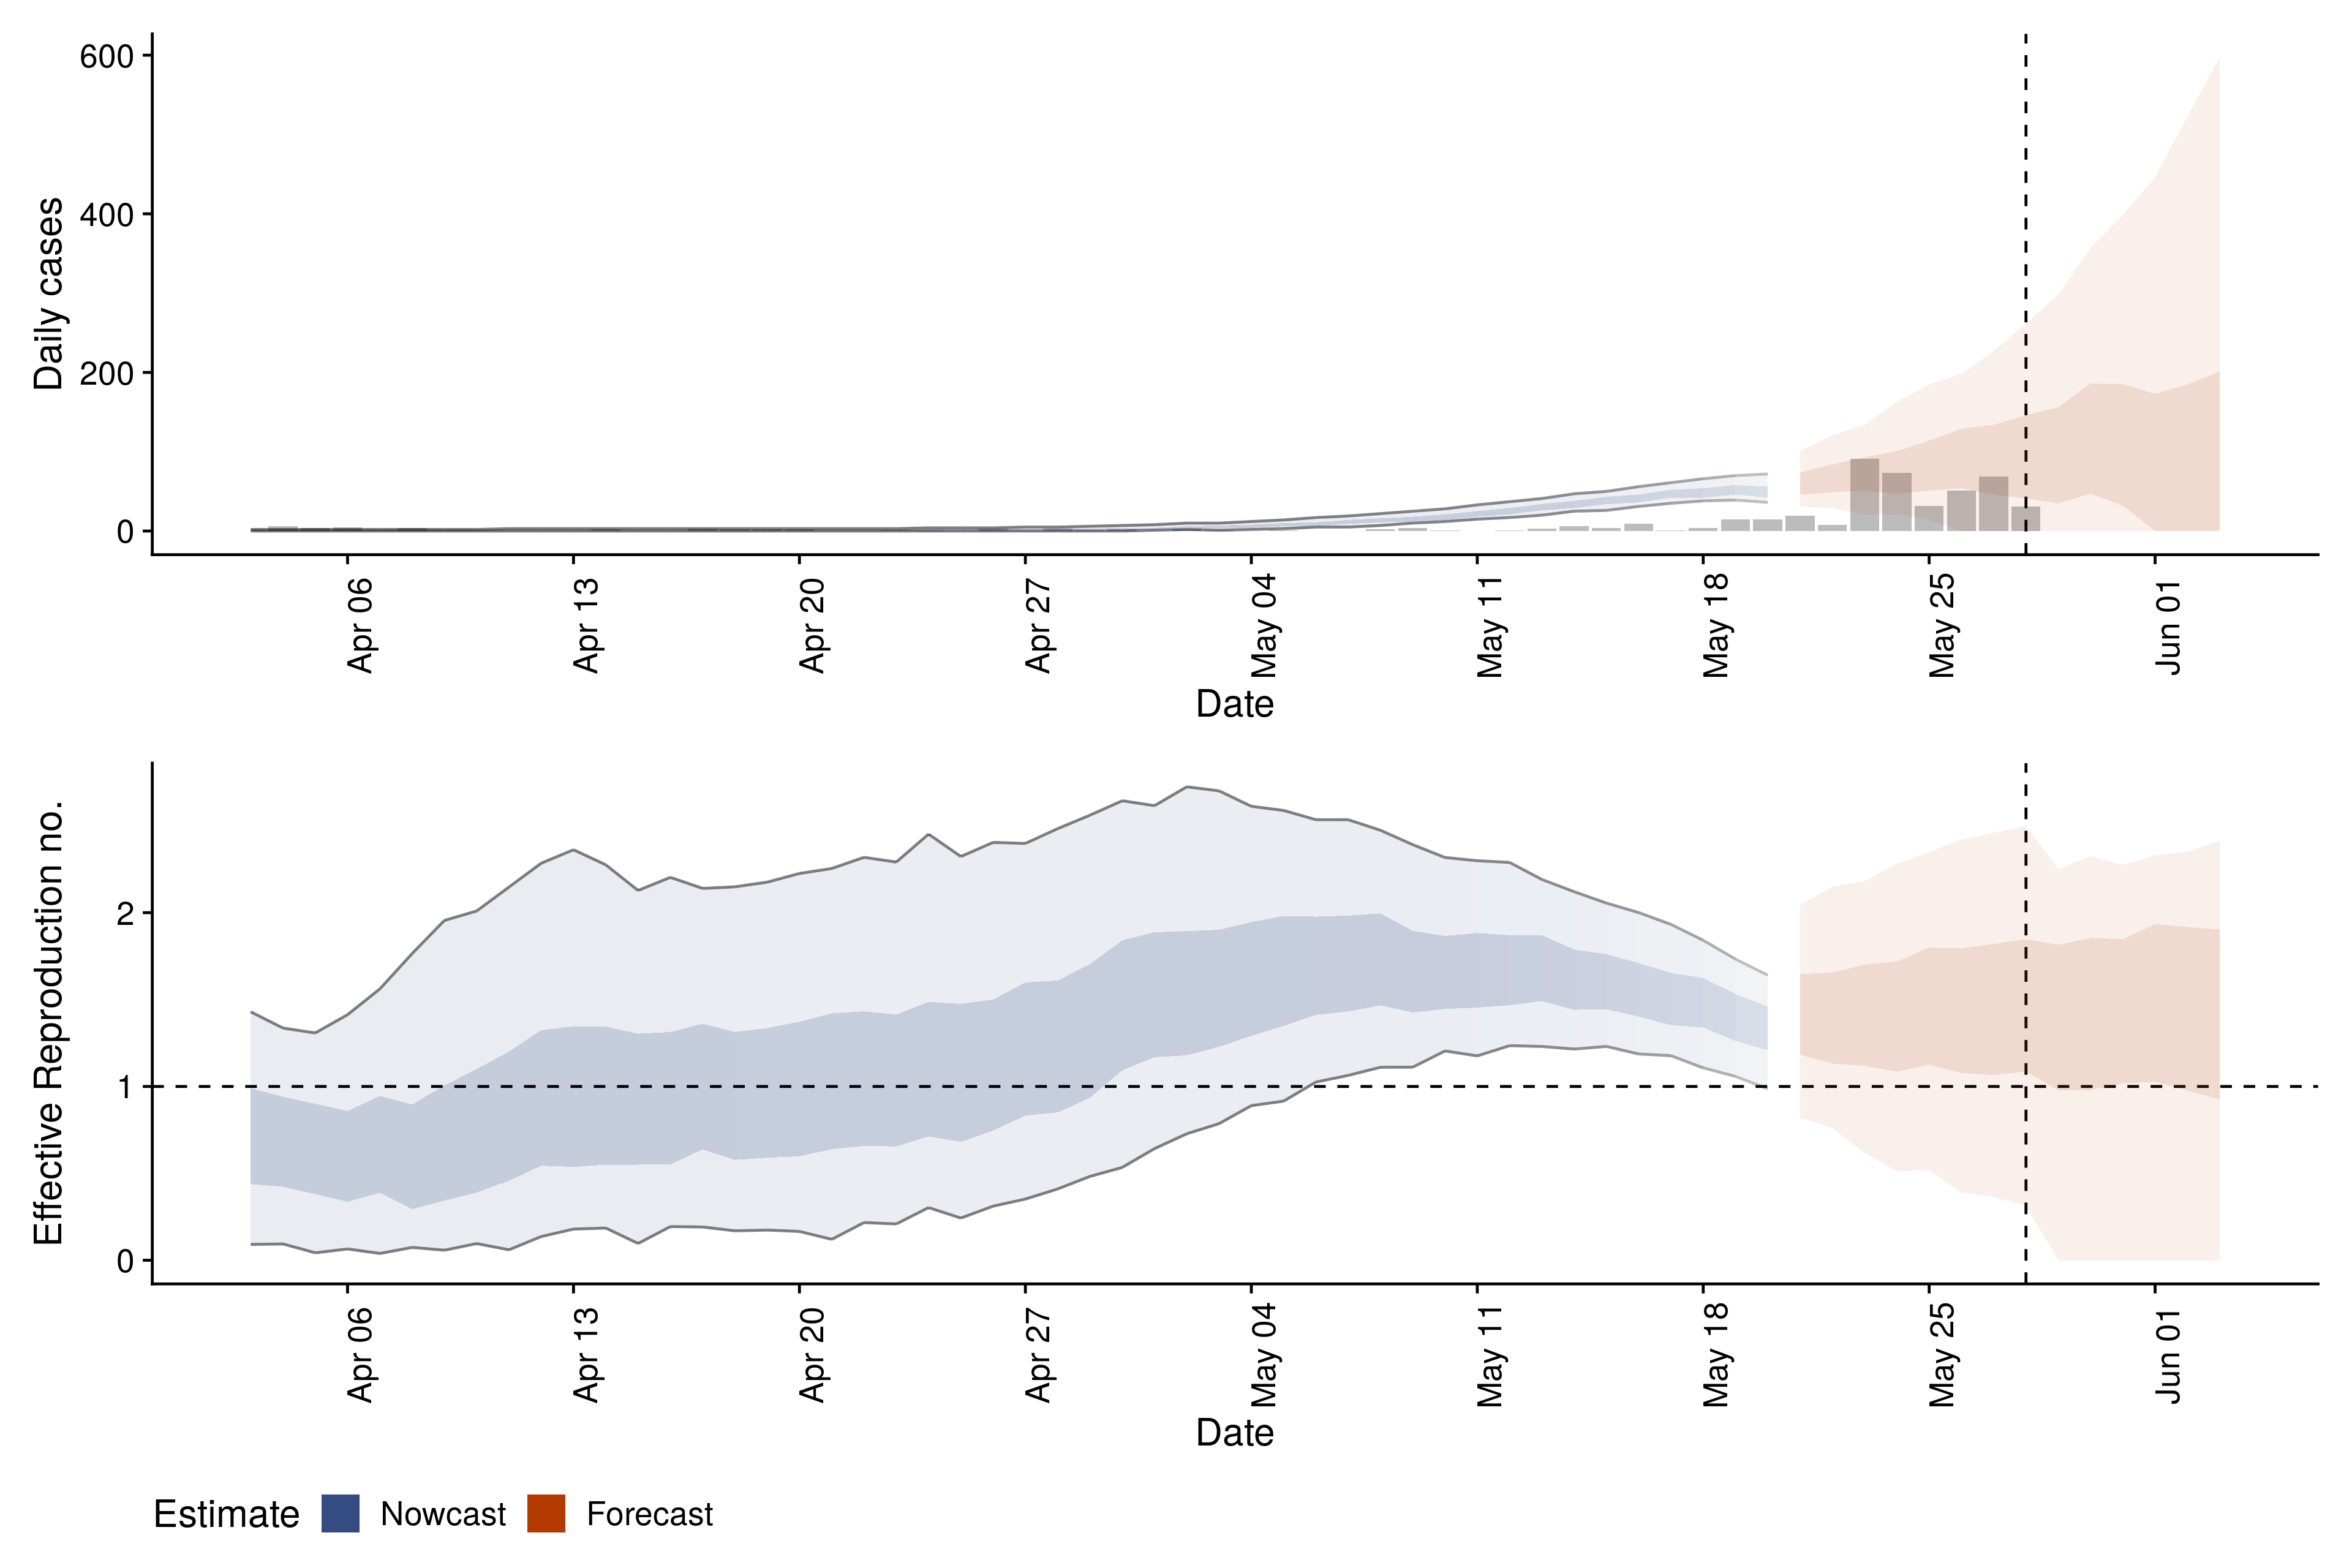 Daily cases
600
400
200
0
Apr 06
Apr 13
Apr 20
Apr 27
May 04
May 11
May 18
May 25
Jun 01
Date
Effective Reproduction no.
2
1
0
Apr 06
Apr 13
Apr 20
Apr 27
May 04
May 11
May 18
May 25
Jun 01
Date
Estimate Nowcast Forecast